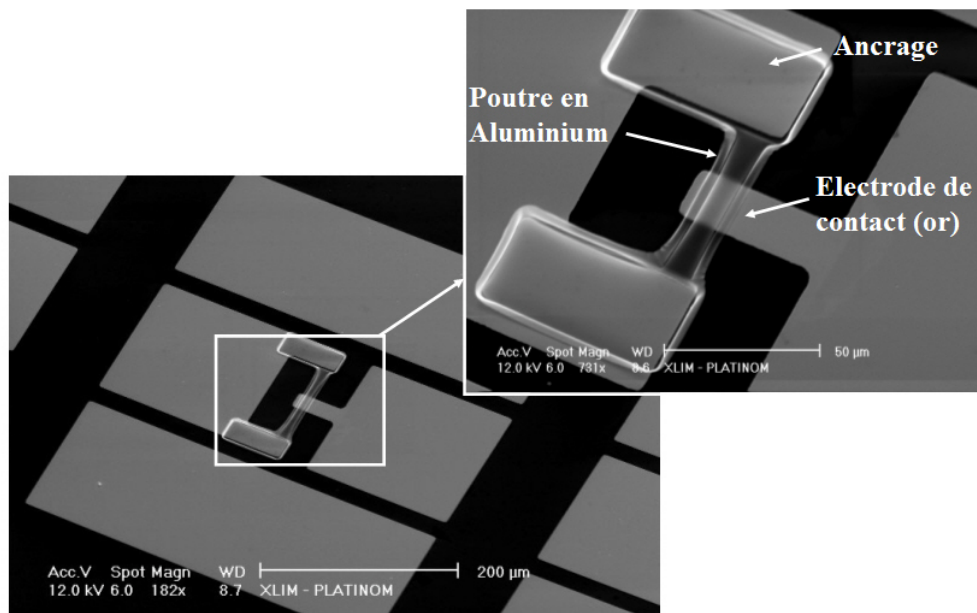 Ancrage
Poutre en
Aluminium
Electrode de
contact (or)
Acc.V Spot Magn WD 50 µm
12.0 kV 6.0 731x 8.6 XLIM - PLATINOM
Acc.V Spot Magn WD 200 µm
12.0 kV 6.0 182x 8.7 XLIM - PLATINOM